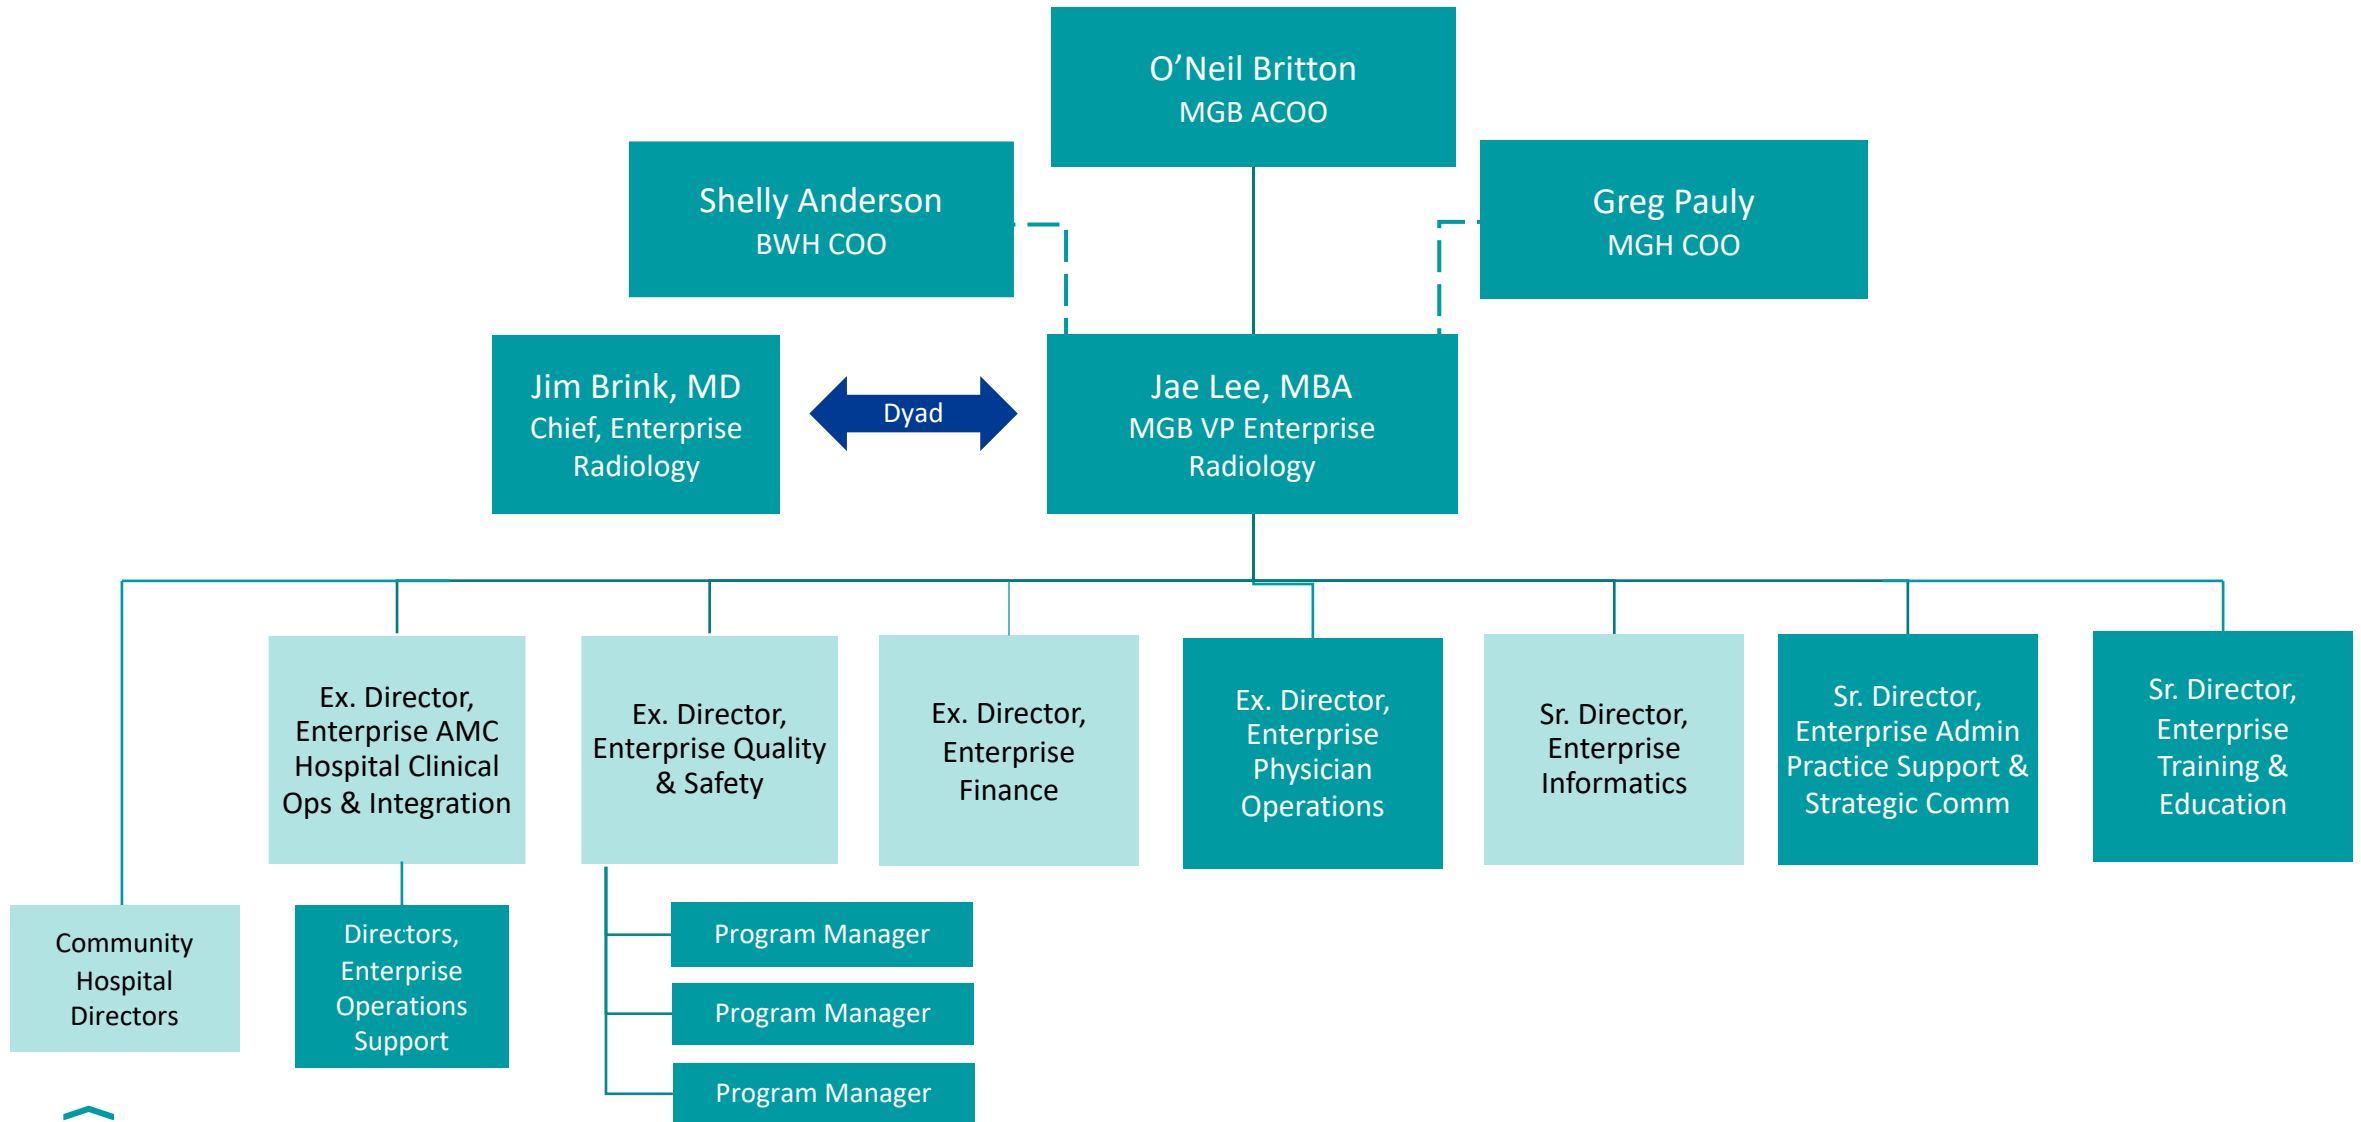 O’Neil Britton
MGB ACOO
Shelly Anderson
BWH COO
Greg Pauly
MGH COO
Jim Brink, MD
Chief, Enterprise
Radiology
Dyad
Jae Lee, MBA
MGB VP Enterprise
Radiology
Ex. Director,
Enterprise AMC
Hospital Clinical
Ops & Integration
Ex. Director,
Enterprise Quality
& Safety
Ex. Director,
Enterprise
Finance
Ex. Director,
Enterprise
Physician
Operations
Sr. Director,
Enterprise
Informatics
Sr. Director,
Enterprise Admin
Practice Support &
Strategic Comm
Sr. Director,
Enterprise
Training &
Education
Community
Hospital
Directors
Directors,
Enterprise
Operations
Support
Program Manager
Program Manager
Program Manager